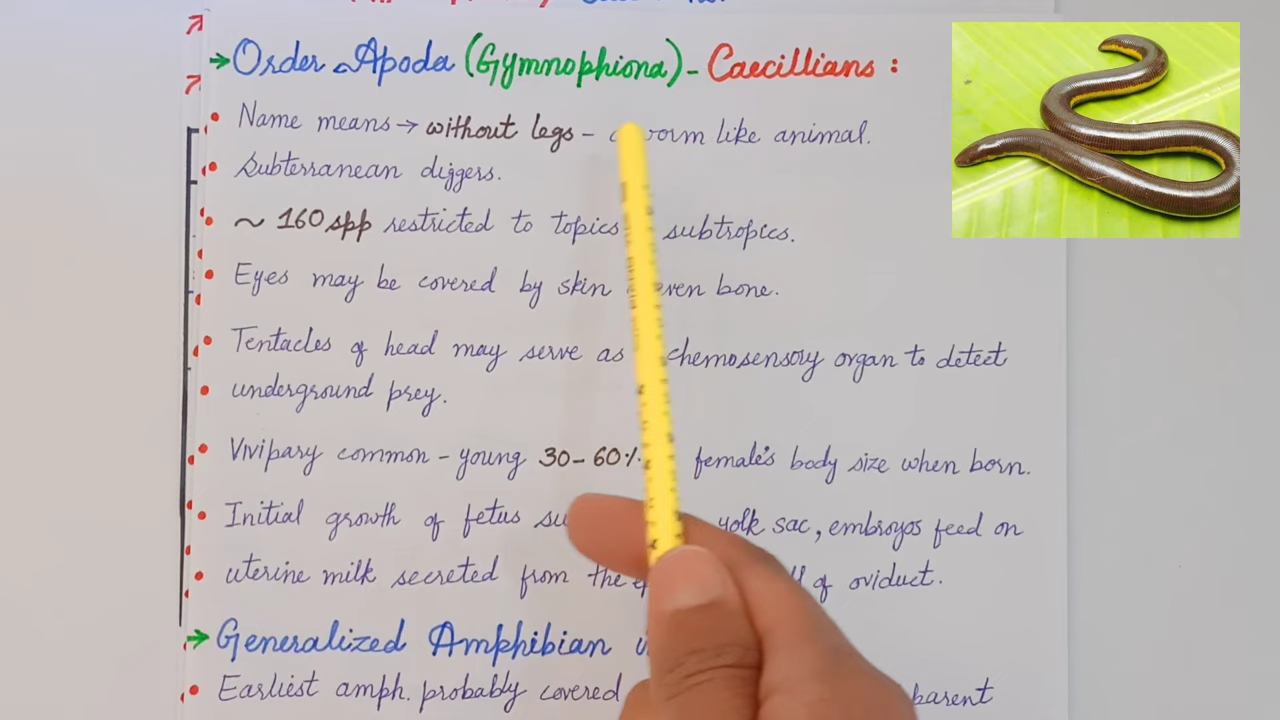 → Order Apoda (Gymnophiona) - Caecillians :
Name means → without legs - worm like animal.
Subterranean diggers.
~ 160 spp restricted to topics subtropics.
Eyes may be covered by skin even bone.
Tentacles of head may serve as chemosensory organ to detect
underground prey.
Vivipary common - young 30-60% female's body size when born.
Initial growth of fetus yolk sac, embroyos feed on
uterine milk secreted from the of oviduct.
→ Generalized Amphibian
Earliest amph. probably covered